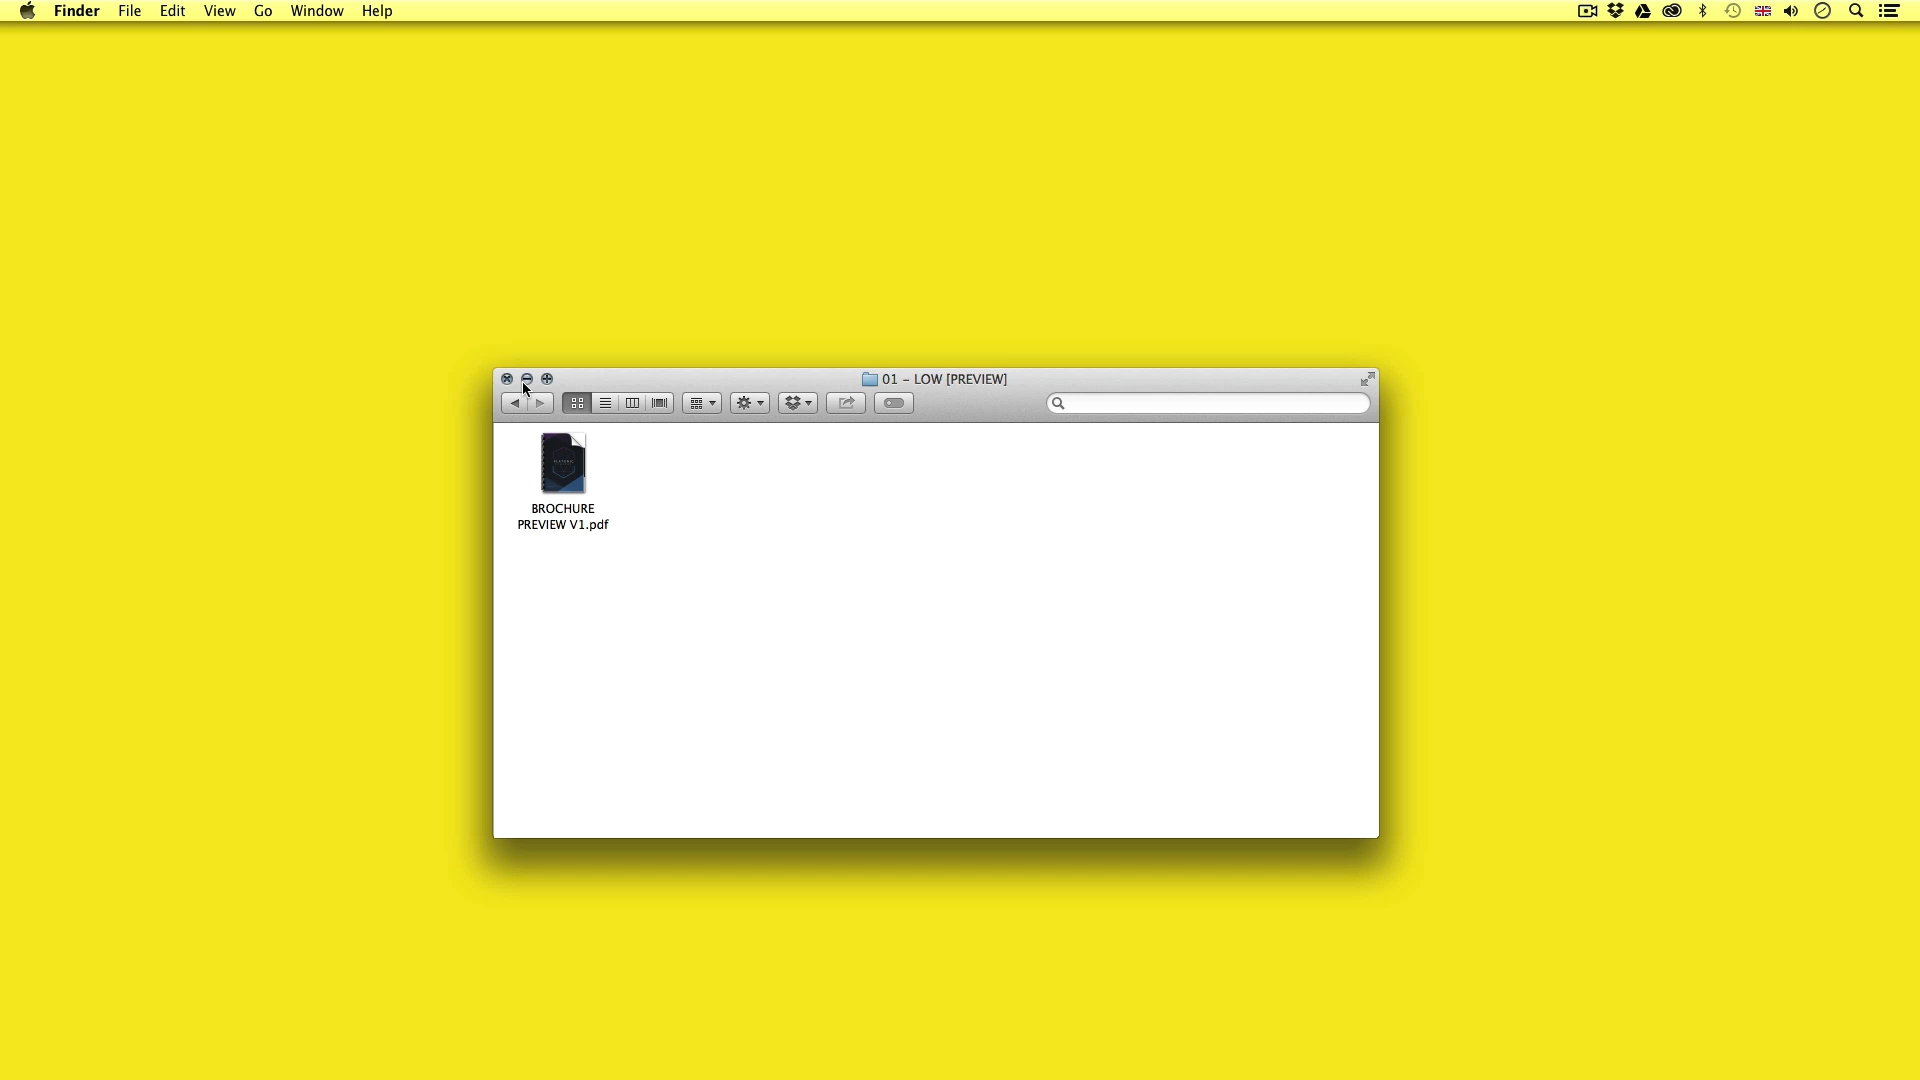 Finder File Edit View Go Window Help
01 – LOW [PREVIEW]
BROCHURE
PREVIEW V1.pdf